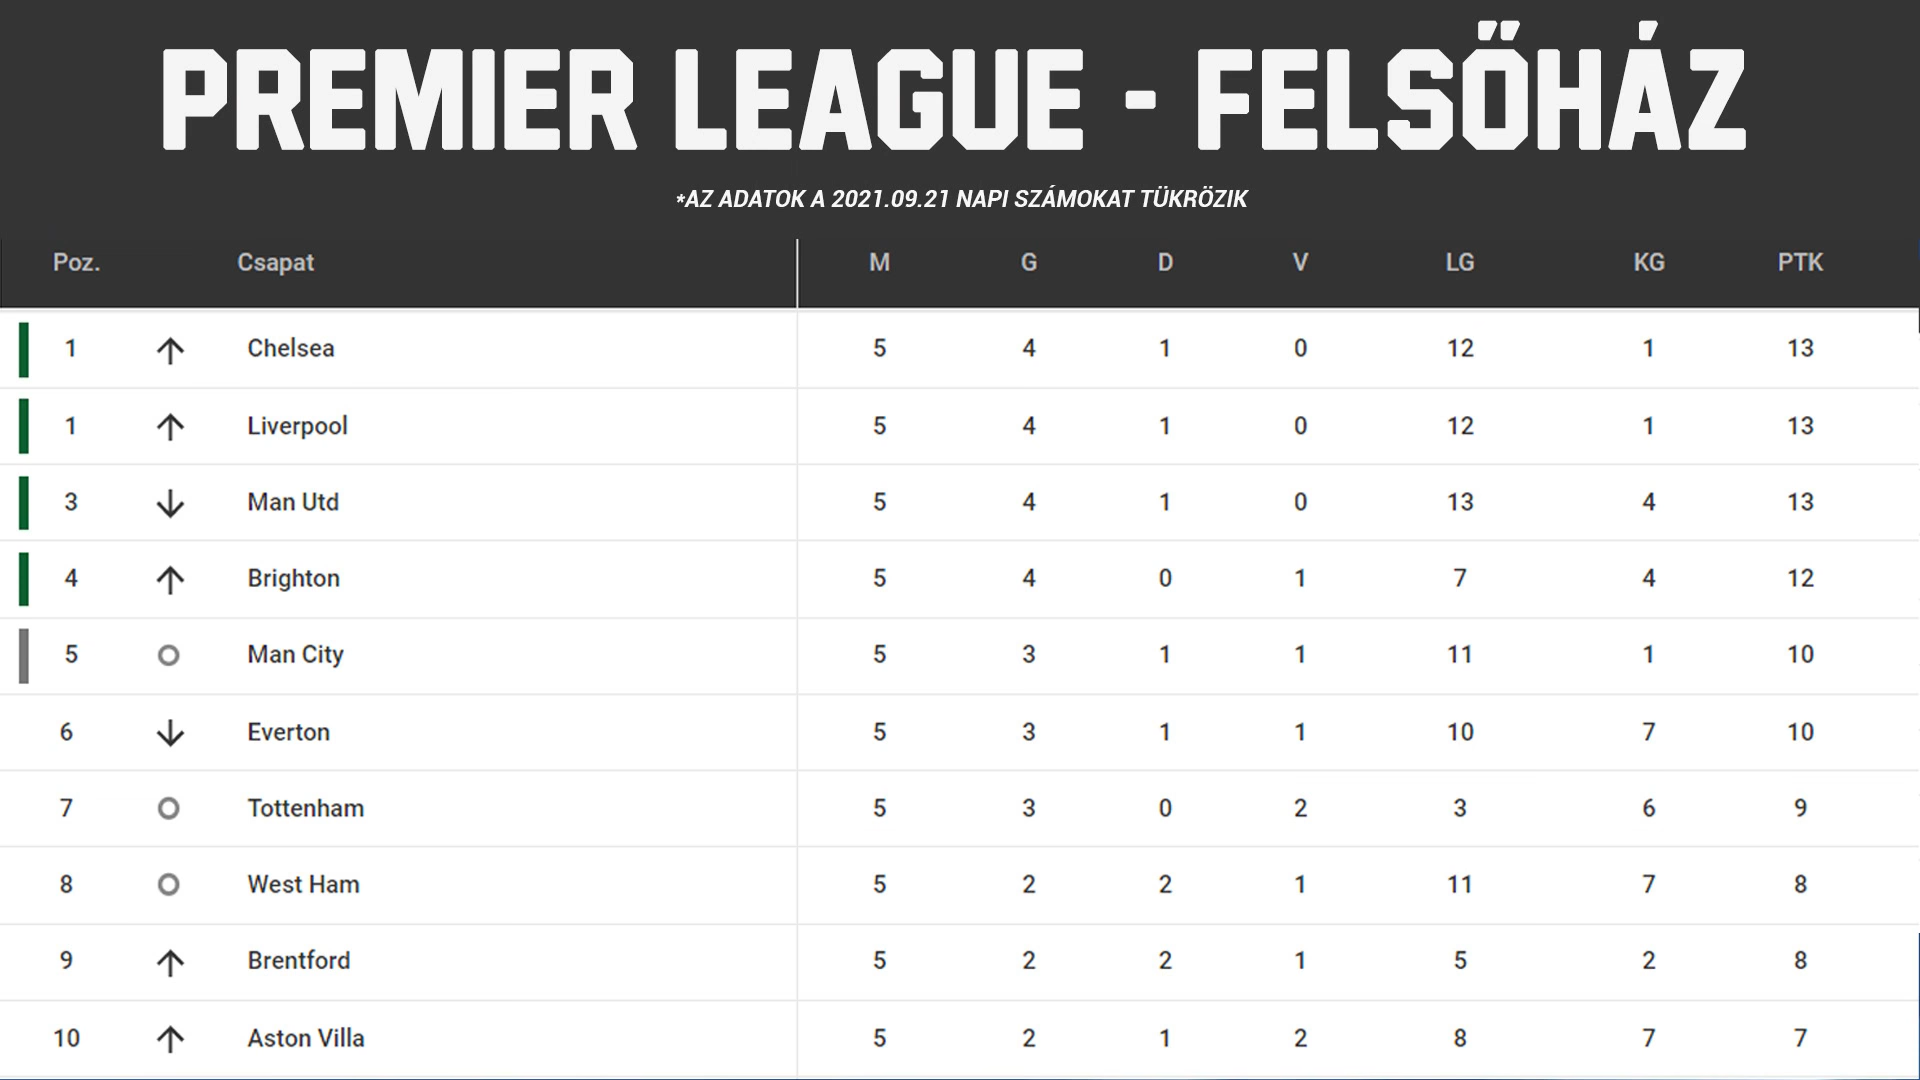 PREMIER LEAGUE - FELSŐHÁZ
*AZ ADATOK A 2021.09.21 NAPI SZÁMOKAT TÜKRÖZIK
Poz. Csapat M G D V LG KG PTK
1 Chelsea 5 4 1 0 12 1 13
1 Liverpool 5 4 1 0 12 1 13
3 Man Utd 5 4 1 0 13 4 13
4 Brighton 5 4 0 1 7 4 12
5 Man City 5 3 1 1 11 1 10
6 Everton 5 3 1 1 10 7 10
7 Tottenham 5 3 0 2 3 6 9
8 West Ham 5 2 2 1 11 7 8
9 Brentford 5 2 2 1 5 2 8
10 Aston Villa 5 2 1 2 8 7 7